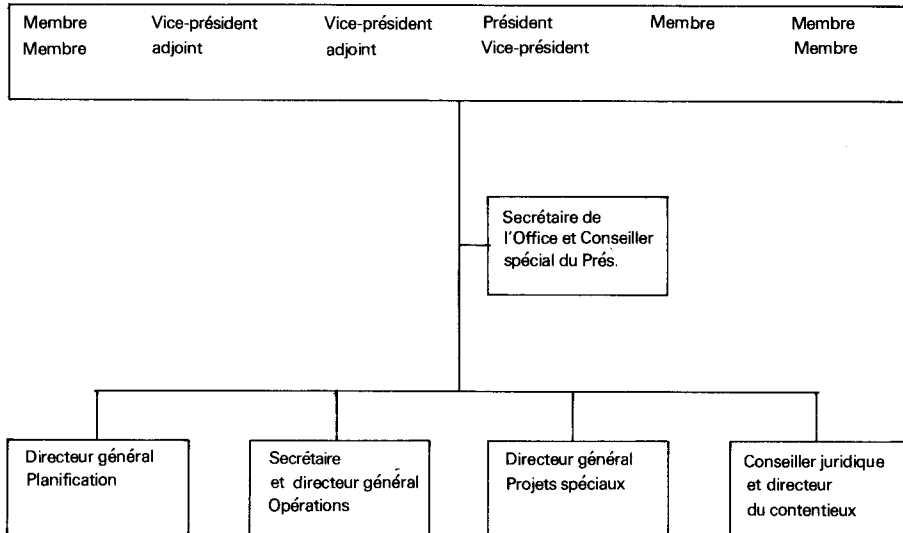 Membre Vice-président Vice-président Président Membre Membre
Membre adjoint adjoint Vice-président Membre
Secrétaire de
l'Office et Conseiller
spécial du Prés.
Directeur général
Planification
Secrétaire
et directeur général
Opérations
Directeur général
Projets spéciaux
Conseiller juridique
et directeur
du contentieux